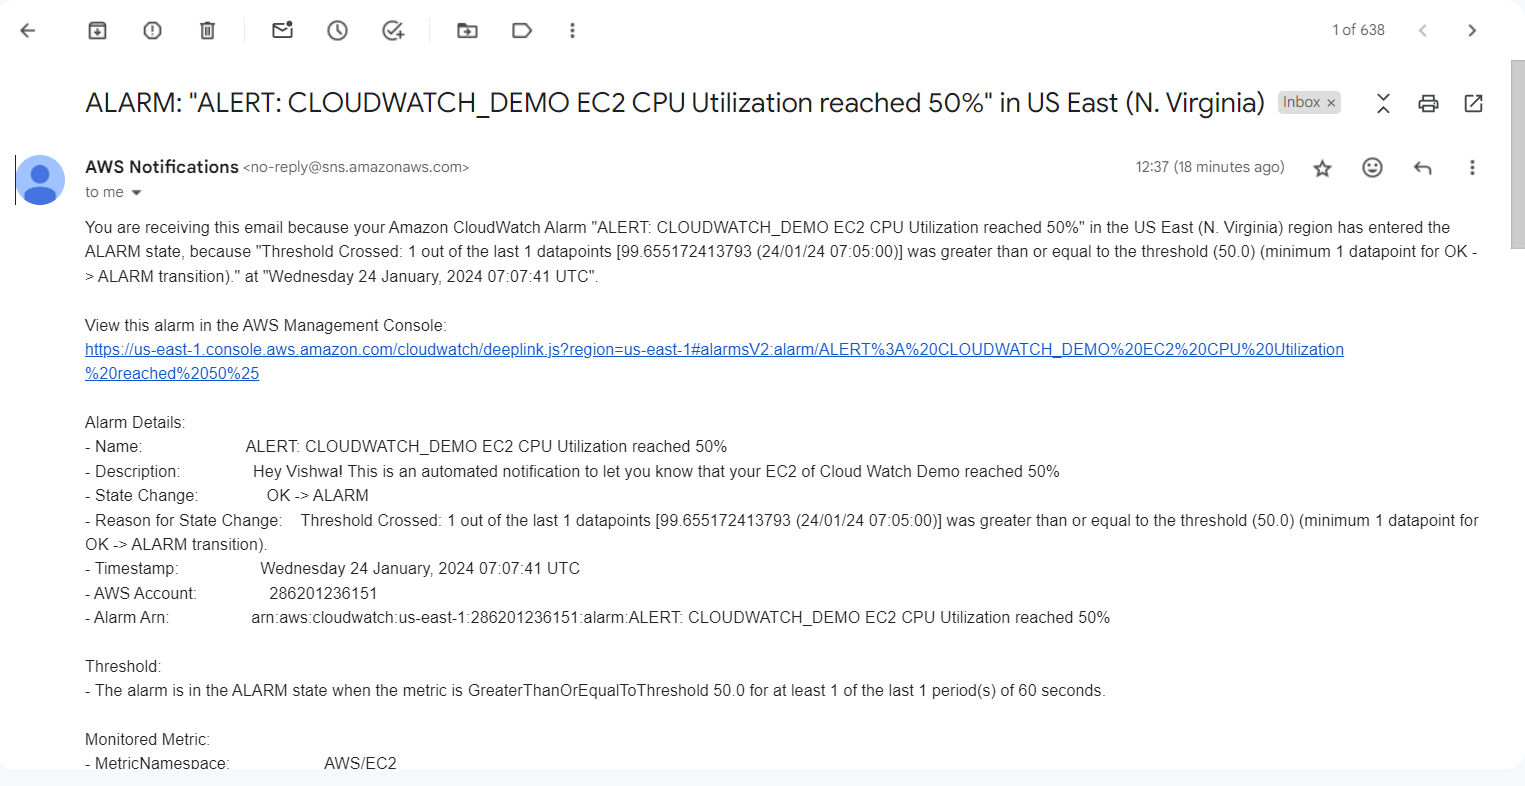 1 of 638
ALARM: "ALERT: CLOUDWATCH_DEMO EC2 CPU Utilization reached 50%" in US East (N. Virginia) Inbox ×
AWS Notifications <no-reply@sns.amazonaws.com> 12:37 (18 minutes ago)
to me
You are receiving this email because your Amazon CloudWatch Alarm "ALERT: CLOUDWATCH_DEMO EC2 CPU Utilization reached 50%" in the US East (N. Virginia) region has entered the
ALARM state, because "Threshold Crossed: 1 out of the last 1 datapoints [99.655172413793 (24/01/24 07:05:00)] was greater than or equal to the threshold (50.0) (minimum 1 datapoint for OK -
> ALARM transition)." at "Wednesday 24 January, 2024 07:07:41 UTC".
View this alarm in the AWS Management Console:
https://us-east-1.console.aws.amazon.com/cloudwatch/deeplink.js?region=us-east-1#alarmsV2:alarm/ALERT%3A%20CLOUDWATCH_DEMO%20EC2%20CPU%20Utilization
%20reached%2050%25
Alarm Details:
- Name: ALERT: CLOUDWATCH_DEMO EC2 CPU Utilization reached 50%
- Description: Hey Vishwa! This is an automated notification to let you know that your EC2 of Cloud Watch Demo reached 50%
- State Change: OK -> ALARM
- Reason for State Change: Threshold Crossed: 1 out of the last 1 datapoints [99.655172413793 (24/01/24 07:05:00)] was greater than or equal to the threshold (50.0) (minimum 1 datapoint for
OK -> ALARM transition).
- Timestamp: Wednesday 24 January, 2024 07:07:41 UTC
- AWS Account: 286201236151
- Alarm Arn: arn:aws:cloudwatch:us-east-1:286201236151:alarm:ALERT: CLOUDWATCH_DEMO EC2 CPU Utilization reached 50%
Threshold:
- The alarm is in the ALARM state when the metric is GreaterThanOrEqualToThreshold 50.0 for at least 1 of the last 1 period(s) of 60 seconds.
Monitored Metric:
- MetricNamespace: AWS/EC2